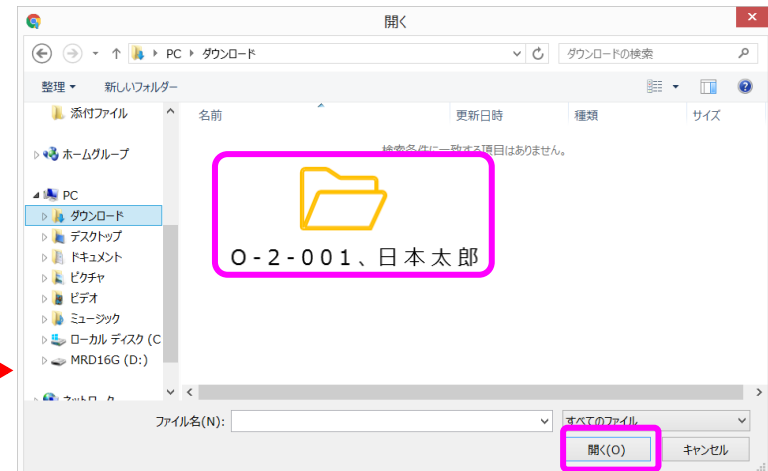 開く
PC ダウンロード
ダウンロードの検索
整理 新しいフォルダー
添付ファイル
ホームグループ
PC
ダウンロード
デスクトップ
ドキュメント
ピクチャ
ビデオ
ミュージック
ローカル ディスク (C
MRD16G (D:)
ネットワーク
名前 更新日時 種類 サイズ
検索条件に一致する項目はありません。
O-2-001、日本太郎
ファイル名(N):
すべてのファイル
開く(O) キャンセル